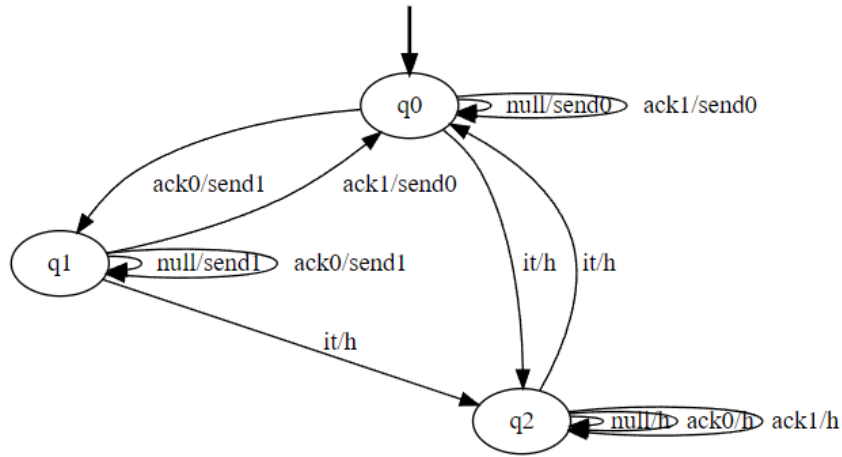 q0
null/send0
ack1/send0
ack0/send1
ack1/send0
q1
null/send1
ack0/send1
it/h
it/h
it/h
q2
null/h
ack0/h
ack1/h